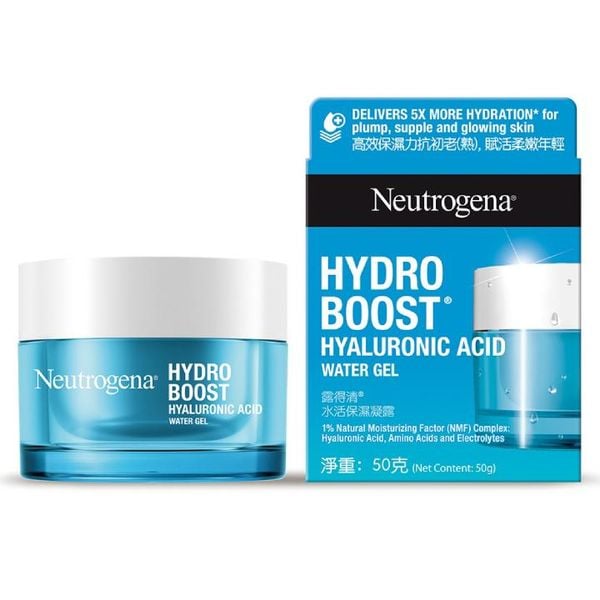 Neutrogena®
HYDRO
BOOST
HYALURONIC ACID
WATER GEL
DELIVERS 5X MORE HYDRATION* for
plump, supple and glowing skin
高效保濕力抗初老(熟), 賦活柔嫩年輕
Neutrogena®
HYDRO
BOOST®
HYALURONIC ACID
WATER GEL
露得清®
水活保濕凝露
1% Natural Moisturizing Factor (NMF) Complex:
Hyaluronic Acid, Amino Acids and Electrolytes
淨重：50克 (Net Content: 50g)